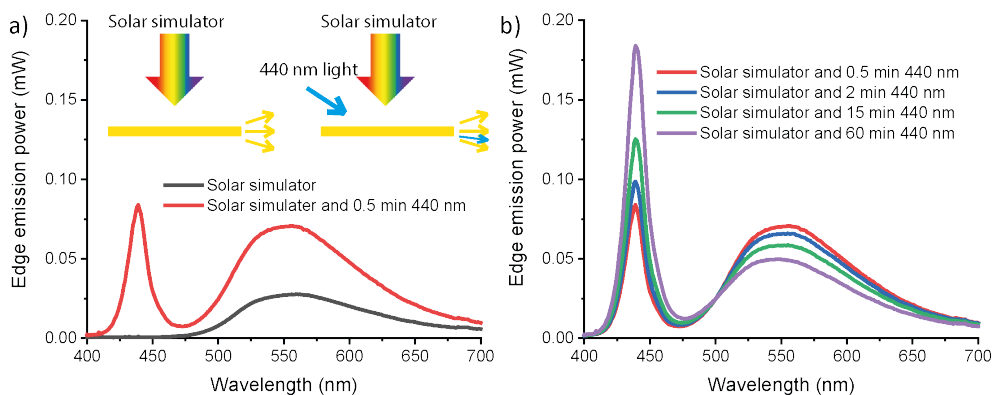 a)
Solar simulator
Solar simulator
440 nm light
Solar simulator
Solar simulater and 0.5 min 440 nm
Edge emission power (mW)
0.20
0.15
0.10
0.05
0.00
400 450 500 550 600 650 700
Wavelength (nm)
b)
Solar simulator and 0.5 min 440 nm
Solar simulator and 2 min 440 nm
Solar simulator and 15 min 440 nm
Solar simulator and 60 min 440 nm
Edge emission power (mW)
0.20
0.15
0.10
0.05
0.00
400 450 500 550 600 650 700
Wavelength (nm)